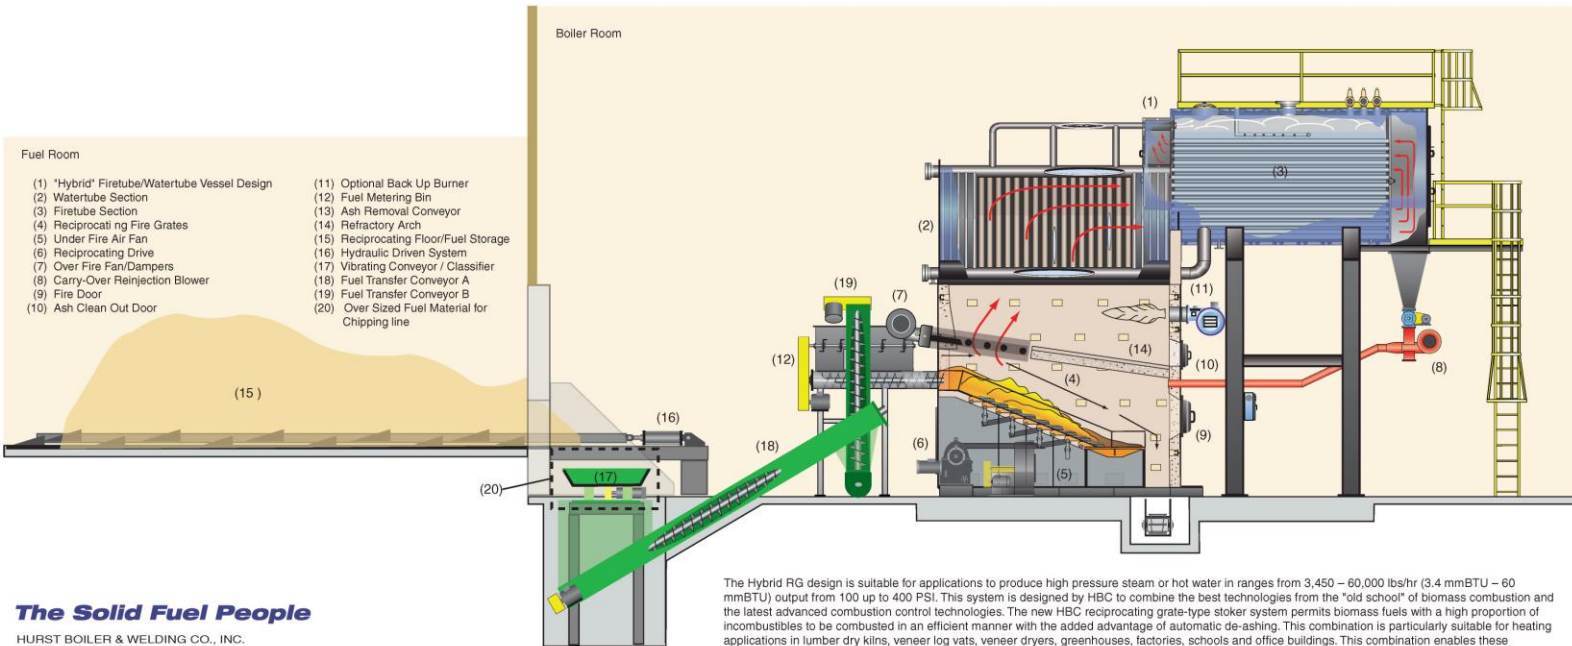 Boiler Room
Fuel Room
(1) "Hybrid" Firetube/Watertube Vessel Design
(2) Watertube Section
(3) Firetube Section
(4) Reciprocati ng Fire Grates
(5) Under Fire Air Fan
(6) Reciprocating Drive
(7) Over Fire Fan/Dampers
(8) Carry-Over Reinjection Blower
(9) Fire Door
(10) Ash Clean Out Door
(11) Optional Back Up Burner
(12) Fuel Metering Bin
(13) Ash Removal Conveyor
(14) Refractory Arch
(15) Reciprocating Floor/Fuel Storage
(16) Hydraulic Driven System
(17) Vibrating Conveyor / Classifier
(18) Fuel Transfer Conveyor A
(19) Fuel Transfer Conveyor B
(20) Over Sized Fuel Material for
Chipping line
(1)
(3)
(2)
(19)
(7)
(11)
(14)
(10)
(12)
(4)
(8)
(15 )
(16)
(18)
(9)
(6)
(5)
(17)
(20)
The Solid Fuel People
HURST BOILER & WELDING CO., INC.
The Hybrid RG design is suitable for applications to produce high pressure steam or hot water in ranges from 3,450 – 60,000 lbs/hr (3.4 mmBTU – 60
mmBTU) output from 100 up to 400 PSI. This system is designed by HBC to combine the best technologies from the "old school" of biomass combustion and
the latest advanced combustion control technologies. The new HBC reciprocating grate-type stoker system permits biomass fuels with a high proportion of
incombustibles to be combusted in an efficient manner with the added advantage of automatic de-ashing. This combination is particularly suitable for heating
applications in lumber dry kilns, veneer log vats, veneer dryers, greenhouses, factories, schools and office buildings. This combination enables these